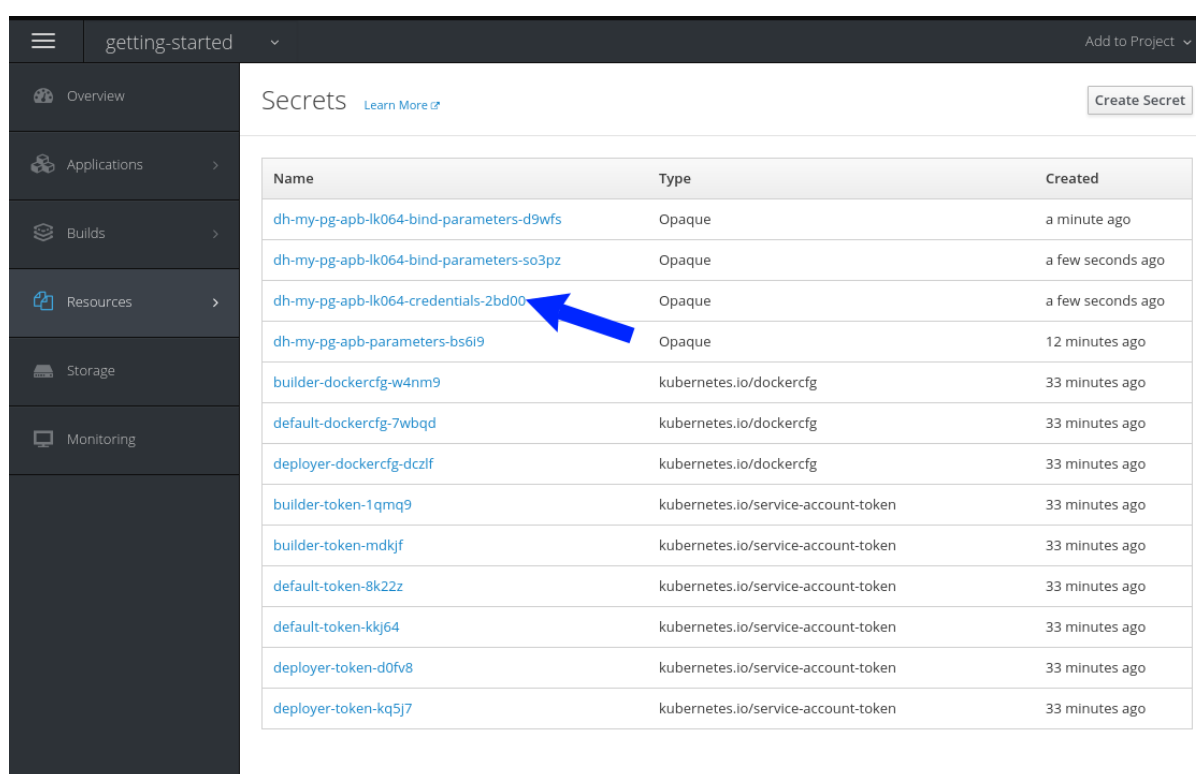 getting-started Add to Project
Overview
Applications
Builds
Resources
Storage
Monitoring
Secrets Learn More Create Secret
Name Type Created
dh-my-pg-apb-lk064-bind-parameters-d9wfs Opaque a minute ago
dh-my-pg-apb-lk064-bind-parameters-so3pz Opaque a few seconds ago
dh-my-pg-apb-lk064-credentials-2bd00 Opaque a few seconds ago
dh-my-pg-apb-parameters-bs6i9 Opaque 12 minutes ago
builder-dockercfg-w4nm9 kubernetes.io/dockercfg 33 minutes ago
default-dockercfg-7wbqd kubernetes.io/dockercfg 33 minutes ago
deployer-dockercfg-dczlf kubernetes.io/dockercfg 33 minutes ago
builder-token-1qmq9 kubernetes.io/service-account-token 33 minutes ago
builder-token-mdkjf kubernetes.io/service-account-token 33 minutes ago
default-token-8k22z kubernetes.io/service-account-token 33 minutes ago
default-token-kkj64 kubernetes.io/service-account-token 33 minutes ago
deployer-token-d0fv8 kubernetes.io/service-account-token 33 minutes ago
deployer-token-kq5j7 kubernetes.io/service-account-token 33 minutes ago